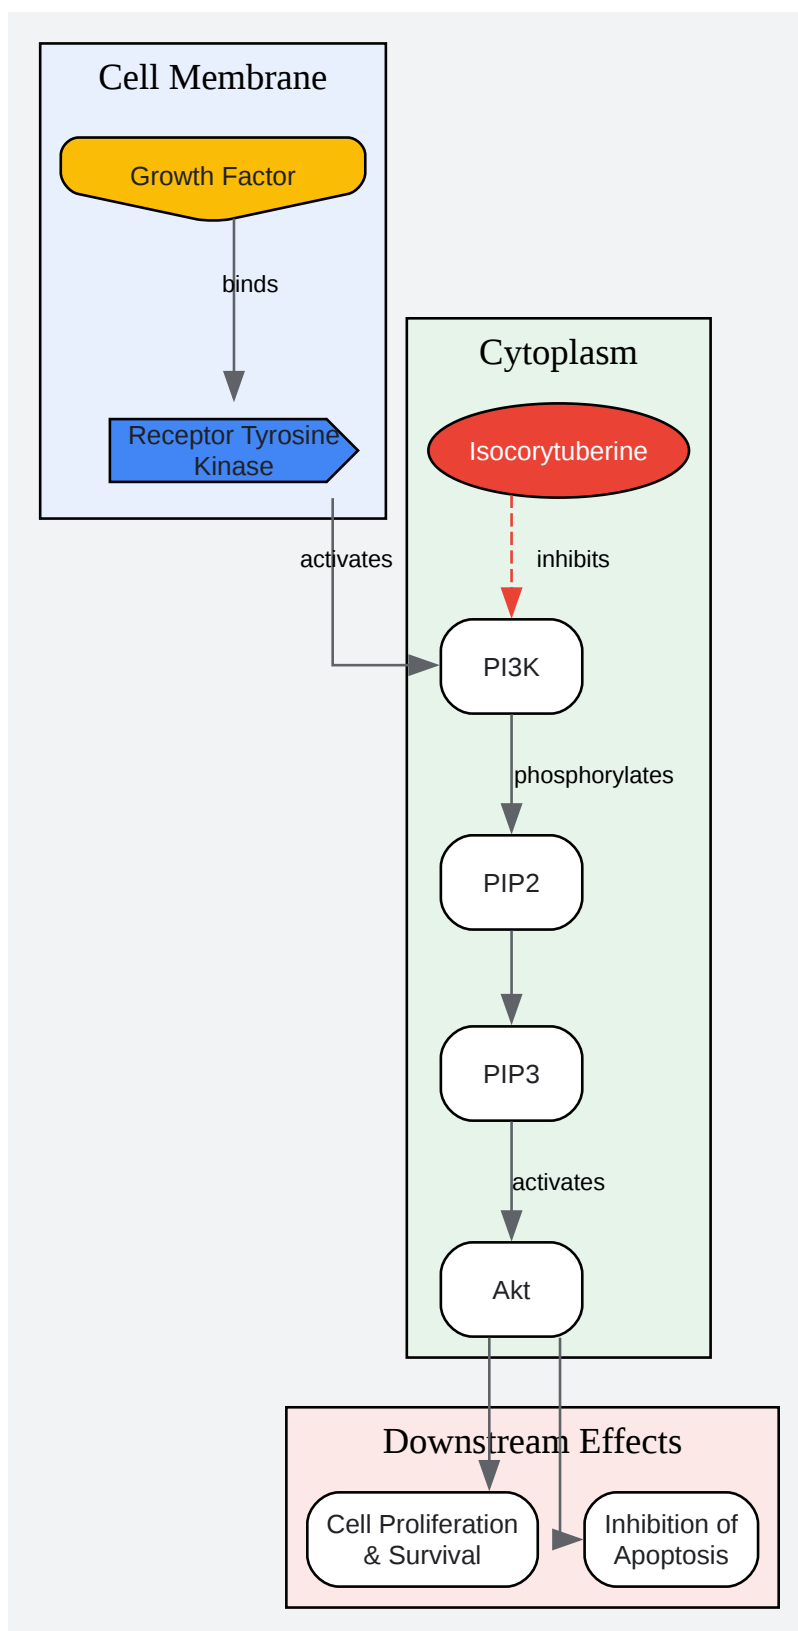 Cell Membrane
Growth Factor
binds
Receptor Tyrosine
Kinase
activates
Cytoplasm
Isocorytuberine
inhibits
PI3K
phosphorylates
PIP2
PIP3
activates
Akt
Downstream Effects
Cell Proliferation
& Survival
Inhibition of
Apoptosis